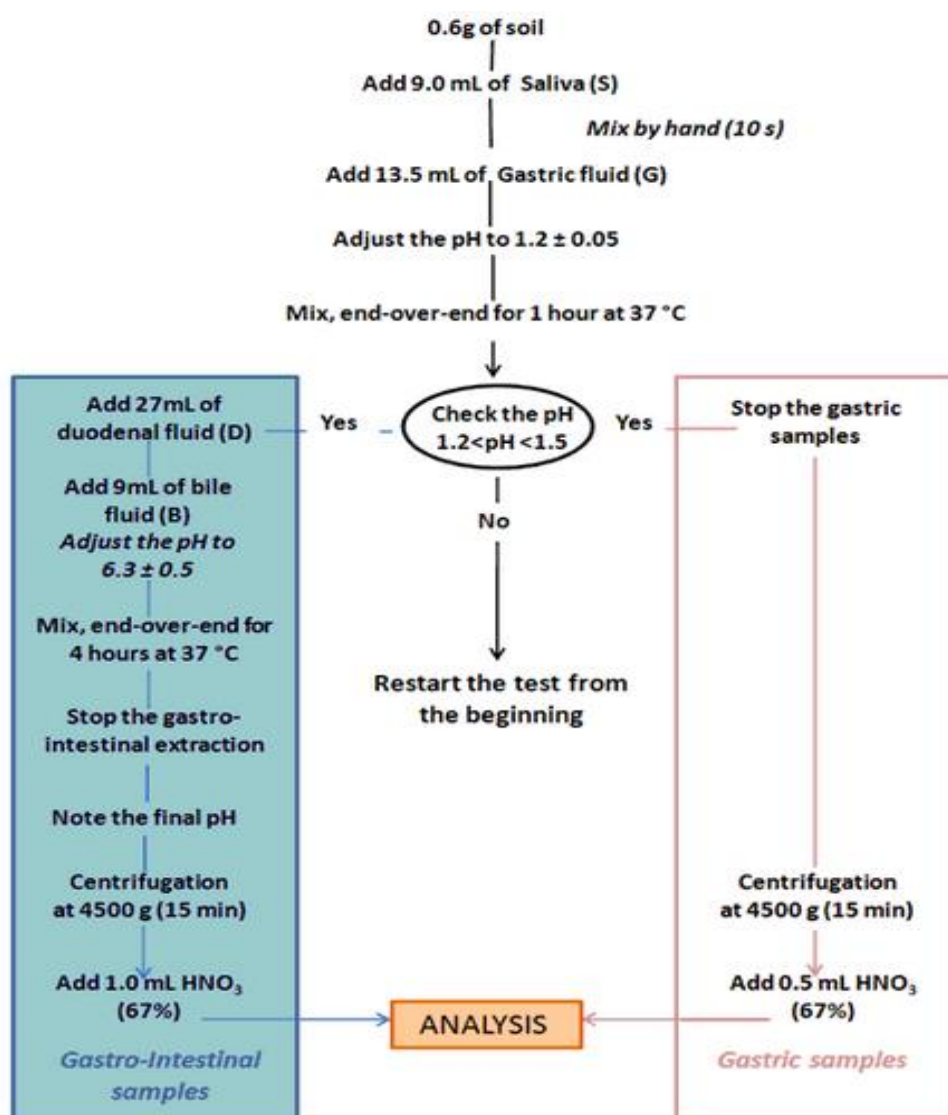 0.6g of soil
Add 9.0 mL of Saliva (S)
Mix by hand (10 s)
Add 13.5 mL of Gastric fluid (G)
Adjust the pH to 1.2 ± 0.05
Mix, end-over-end for 1 hour at 37 °C
Check the pH
1.2<pH <1.5
Yes
Yes
No
Restart the test from
the beginning
Add 27mL of
duodenal fluid (D)
Add 9mL of bile
fluid (B)
Adjust the pH to
6.3 ± 0.5
Mix, end-over-end for
4 hours at 37 °C
Stop the gastro-
intestinal extraction
Note the final pH
Centrifugation
at 4500 g (15 min)
Add 1.0 mL HNO₃
(67%)
Gastro-Intestinal
samples
Stop the gastric
samples
Centrifugation
at 4500 g (15 min)
Add 0.5 mL HNO₃
(67%)
Gastric samples
ANALYSIS